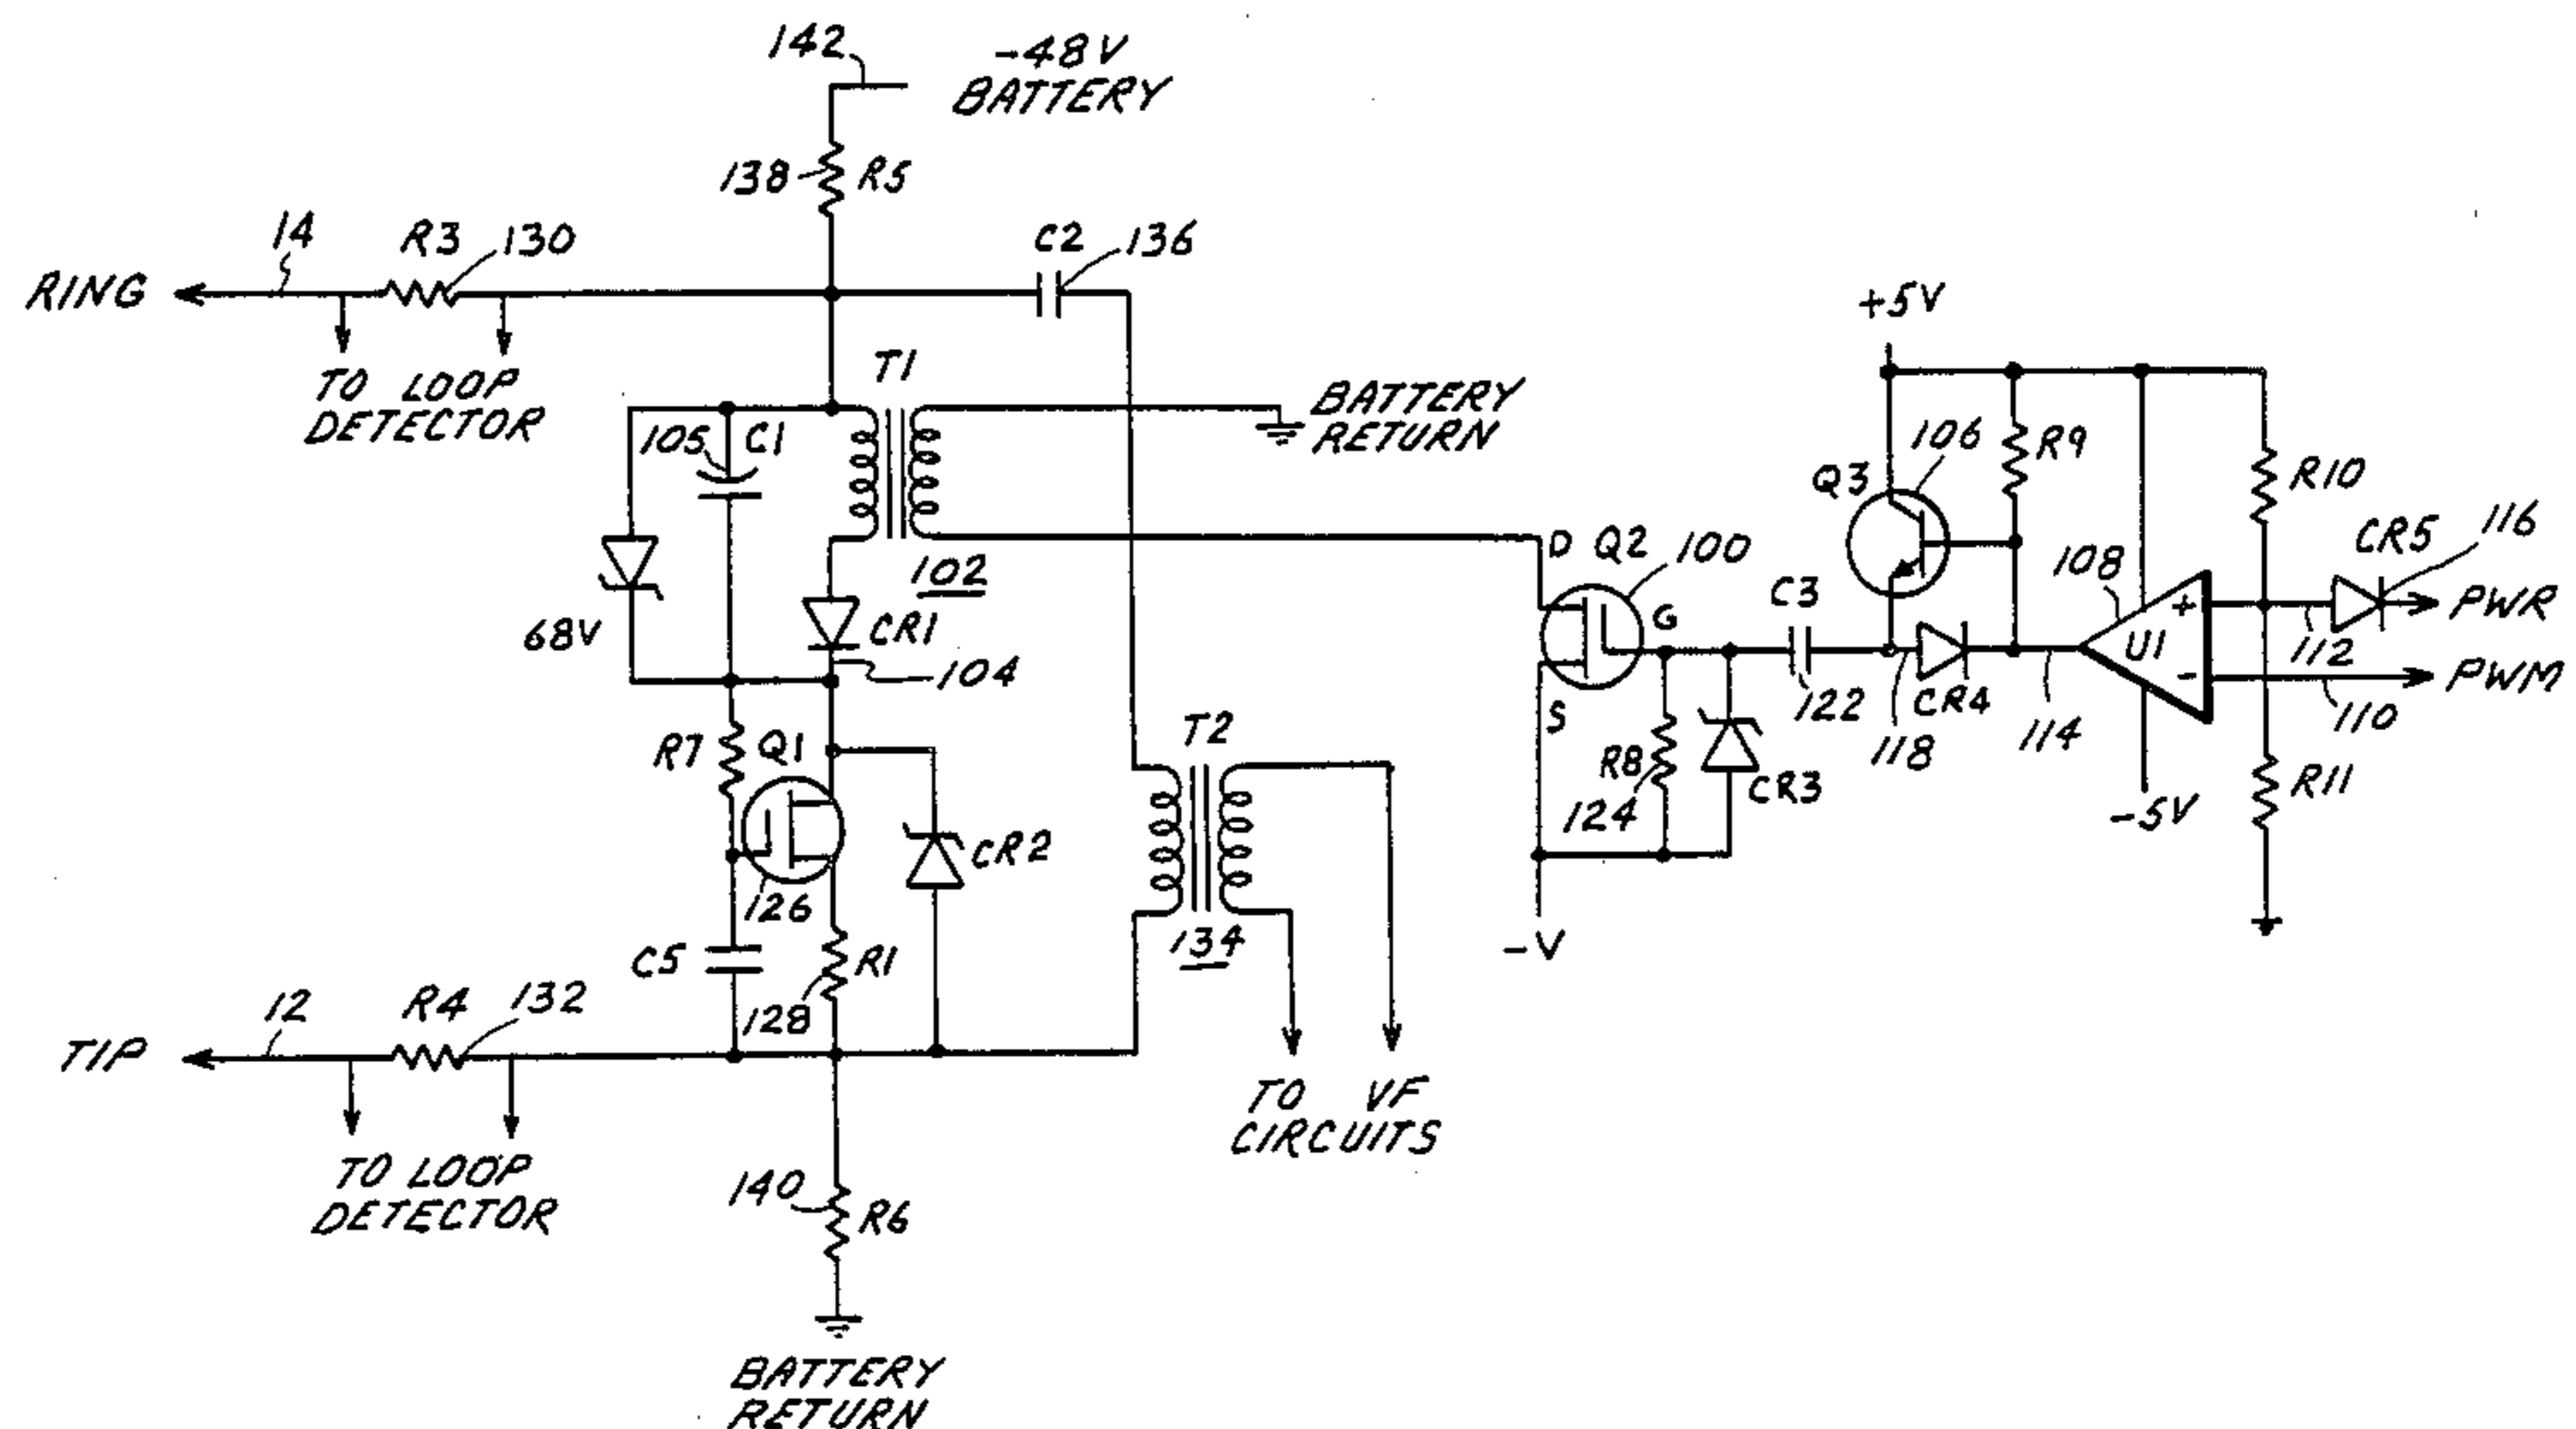 142
-48V
BATTERY
138
R5
14
R3
130
C2
136
RING
+5V
TO LOOP
DETECTOR
T1
BATTERY
RETURN
105
C1
106
R9
Q3
R10
CR5
116
102
D
Q2
100
108
68V
CR1
C3
G
+
PWR
U1
112
104
-
PWM
122
CR4
118
114
110
S
T2
R7
Q1
R8
124
CR3
-5V
R11
CR2
126
134
-V
C5
R1
128
12
R4
132
TIP
TO VF
CIRCUITS
TO LOOP
DETECTOR
140
R6
BATTERY
RETURN